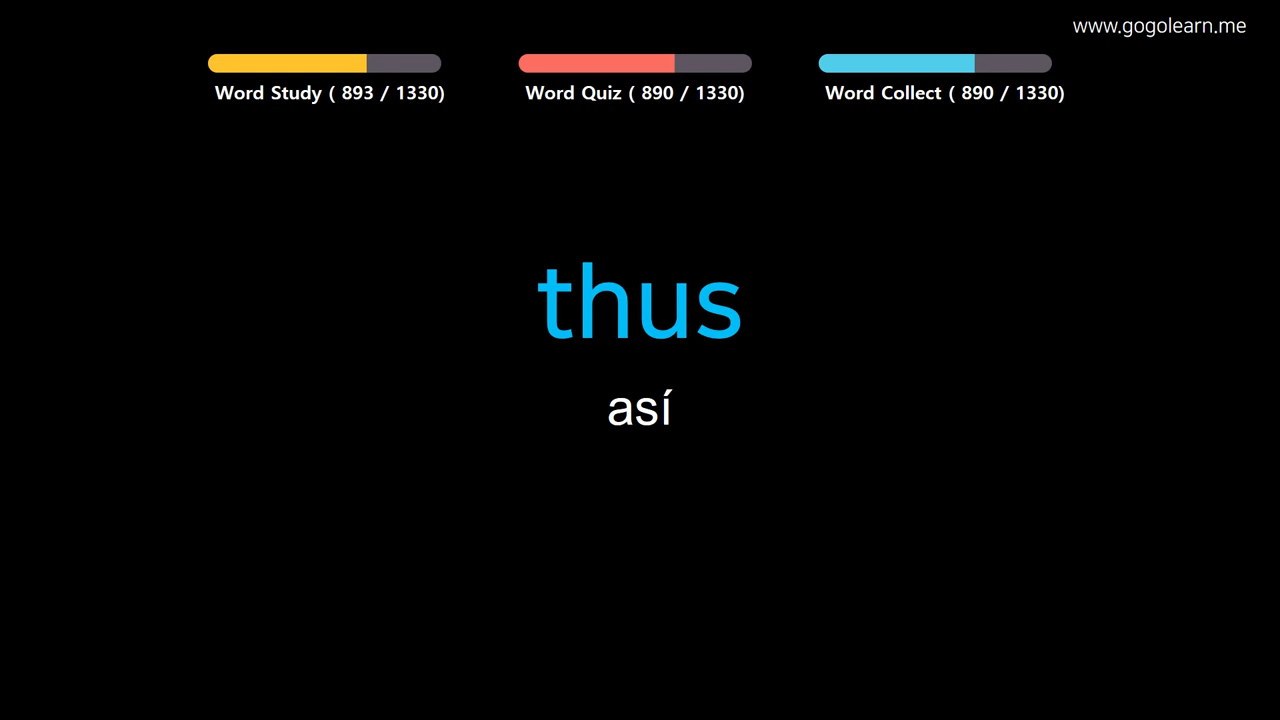 www.gogolearn.me
Word Study ( 893 / 1330)
Word Quiz ( 890 / 1330)
Word Collect ( 890 / 1330)
thus
así